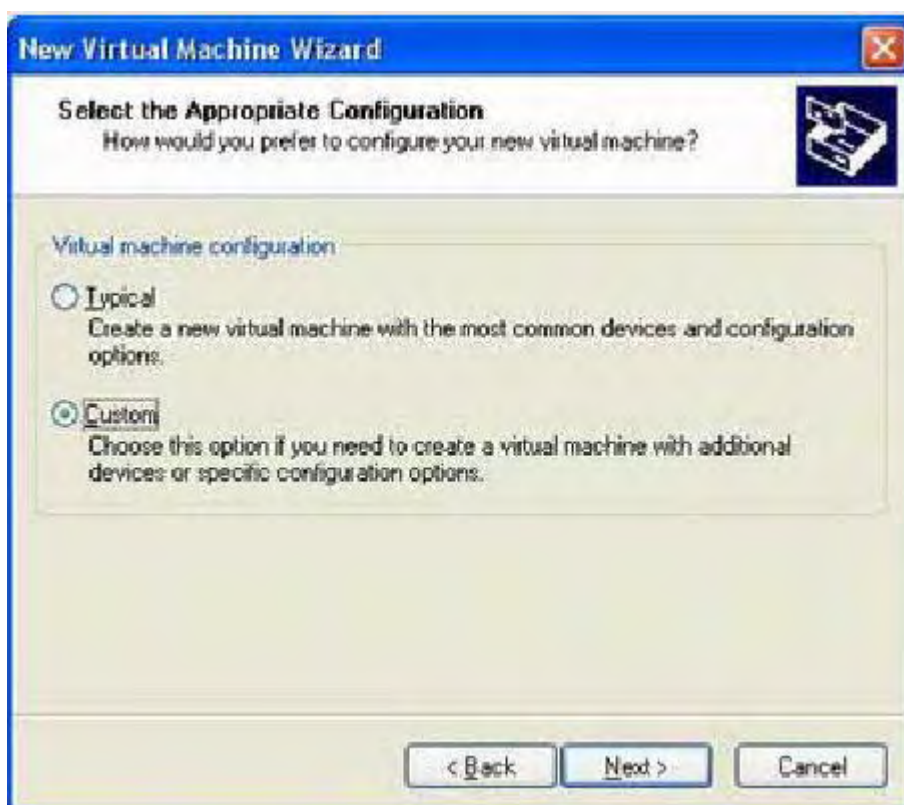 New Virtual Machine Wizard
Select the Appropriate Configuration
How would you prefer to configure your new virtual machine?
Virtual machine configuration
Typical
Create a new virtual machine with the most common devices and configuration
options.
Custom
Choose this option if you need to create a virtual machine with additional
devices or specific configuration options.
< Back
Next >
Cancel